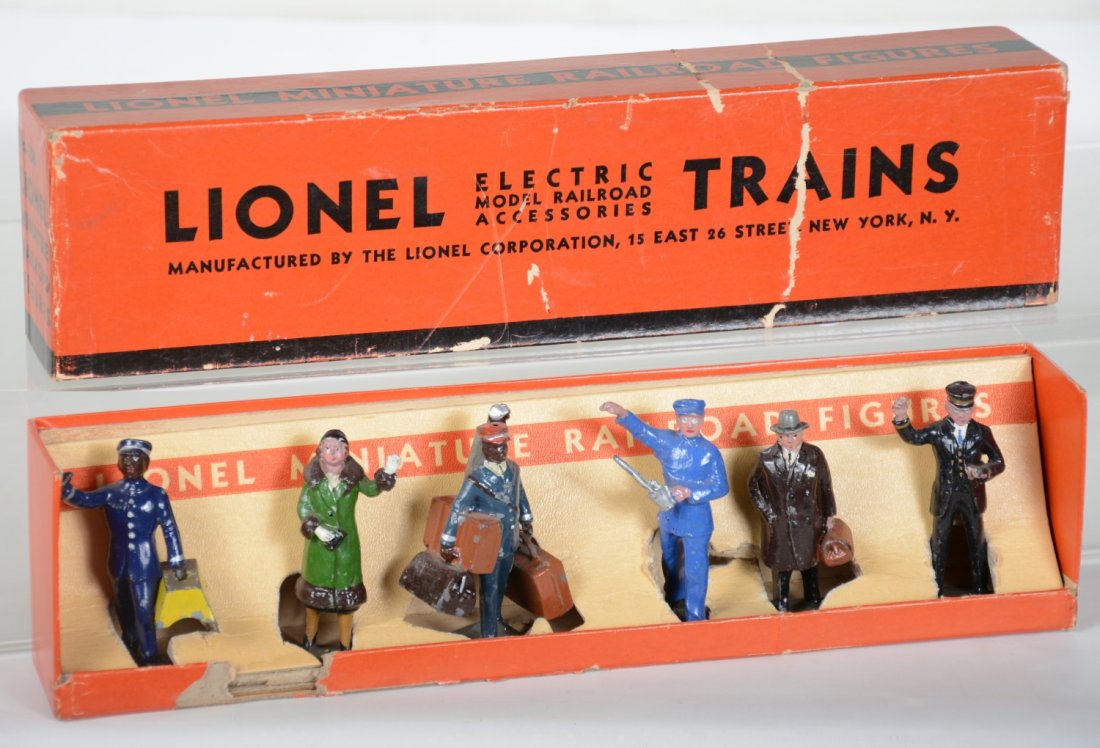 LIONEL MINIATURE RAILROAD FIGURES
LIONEL ELECTRIC MODEL RAILROAD ACCESSORIES TRAINS
MANUFACTURED BY THE LIONEL CORPORATION, 15 EAST 26 STREET, NEW YORK, N. Y.
LIONEL MINIATURE RAILROAD FIGURES